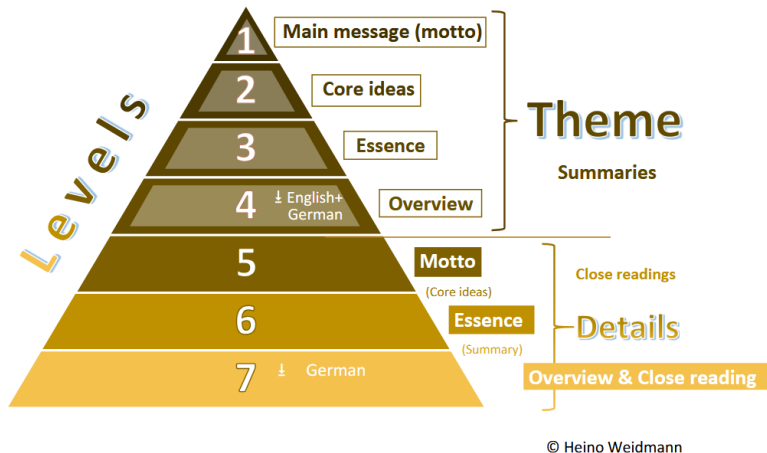 Levels
1
Main message (motto)
2
Core ideas
3
Essence
4
⤓ English+
German
Overview
Theme
Summaries
5
Motto
(Core ideas)
6
Essence
(Summary)
7
⤓ German
Overview & Close reading
Close readings
Details
© Heino Weidmann